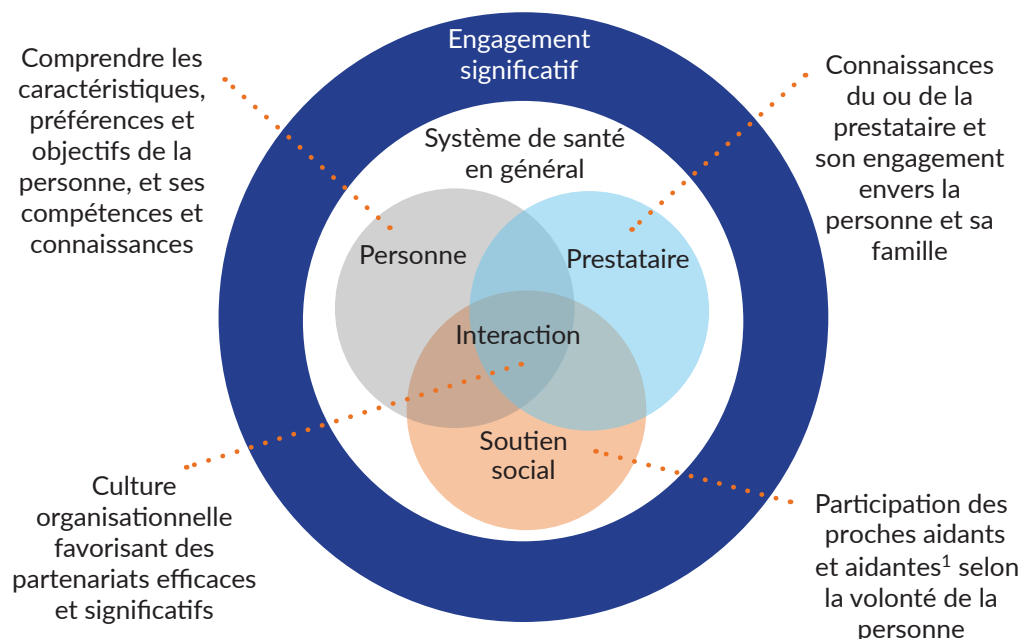 Engagement
significatif
Comprendre les
caractéristiques,
préférences et
objectifs de la
personne, et ses
compétences et
connaissances
Connaissances
du ou de la
prestataire et
son engagement
envers la
personne et sa
famille
Système de santé
en général
Personne
Prestataire
Interaction
Soutien
social
Culture
organisationnelle
favorisant des
partenariats efficaces
et significatifs
Participation des
proches aidants
et aidantes¹ selon
la volonté de la
personne